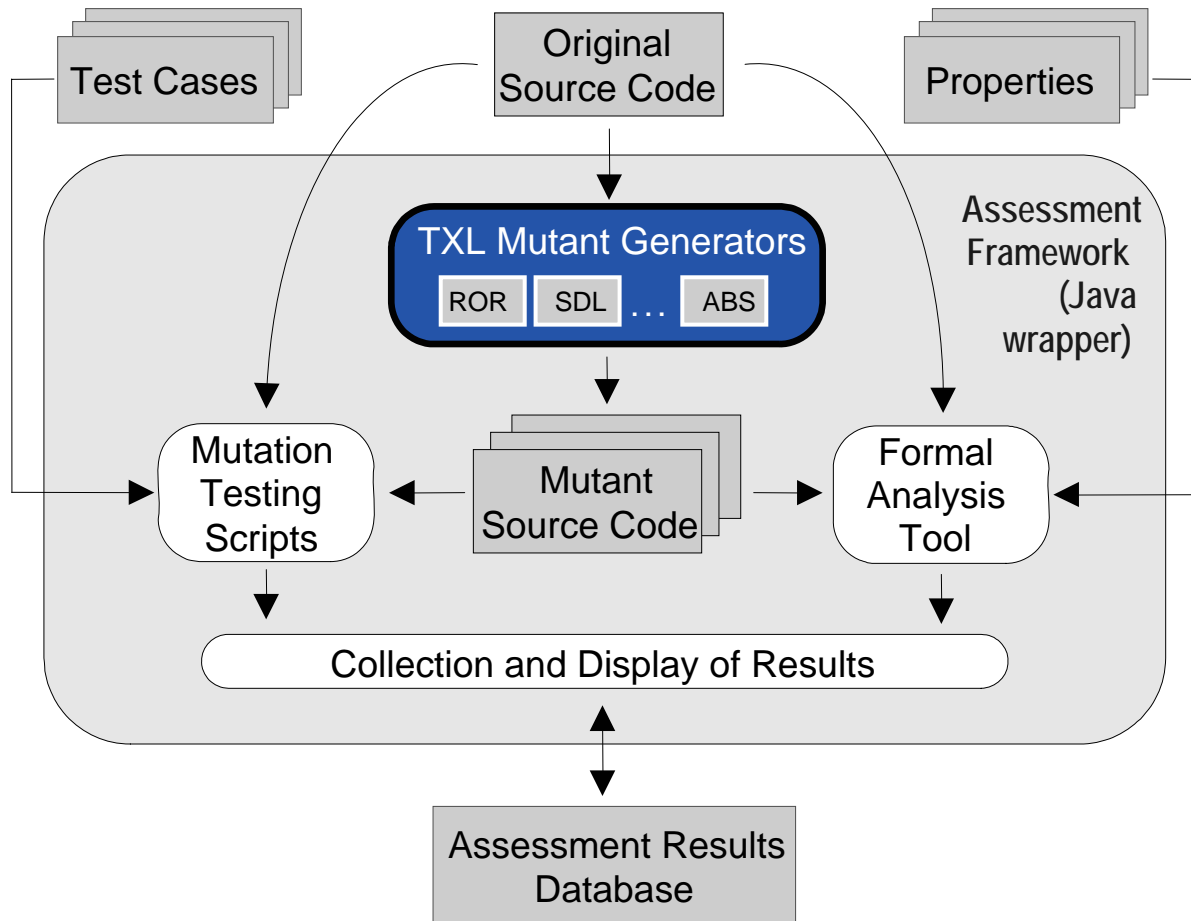 Test Cases
Original
Source Code
Properties
Assessment
Framework
(Java
wrapper)
TXL Mutant Generators
ROR SDL ... ABS
Mutation
Testing
Scripts
Mutant
Source Code
Formal
Analysis
Tool
Collection and Display of Results
Assessment Results
Database